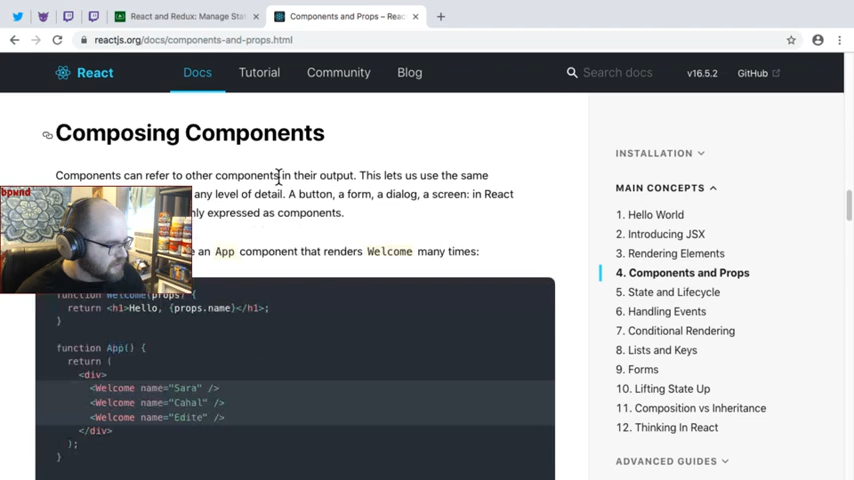 React and Redux: Manage Sta
Components and Props – Reac
reactjs.org/docs/components-and-props.html
React
Docs
Tutorial
Community
Blog
Search docs
v16.5.2
GitHub
Composing Components
Components can refer to other components in their output. This lets us use the same
any level of detail. A button, a form, a dialog, a screen: in React
expressed as components.
an App component that renders Welcome many times:
bpwnd
function Welcome(props) {
return <h1>Hello, {props.name}</h1>;
}
function App() {
return (
<div>
<Welcome name="Sara" />
<Welcome name="Cahal" />
<Welcome name="Edite" />
</div>
);
}
INSTALLATION
MAIN CONCEPTS
1. Hello World
2. Introducing JSX
3. Rendering Elements
4. Components and Props
5. State and Lifecycle
6. Handling Events
7. Conditional Rendering
8. Lists and Keys
9. Forms
10. Lifting State Up
11. Composition vs Inheritance
12. Thinking In React
ADVANCED GUIDES